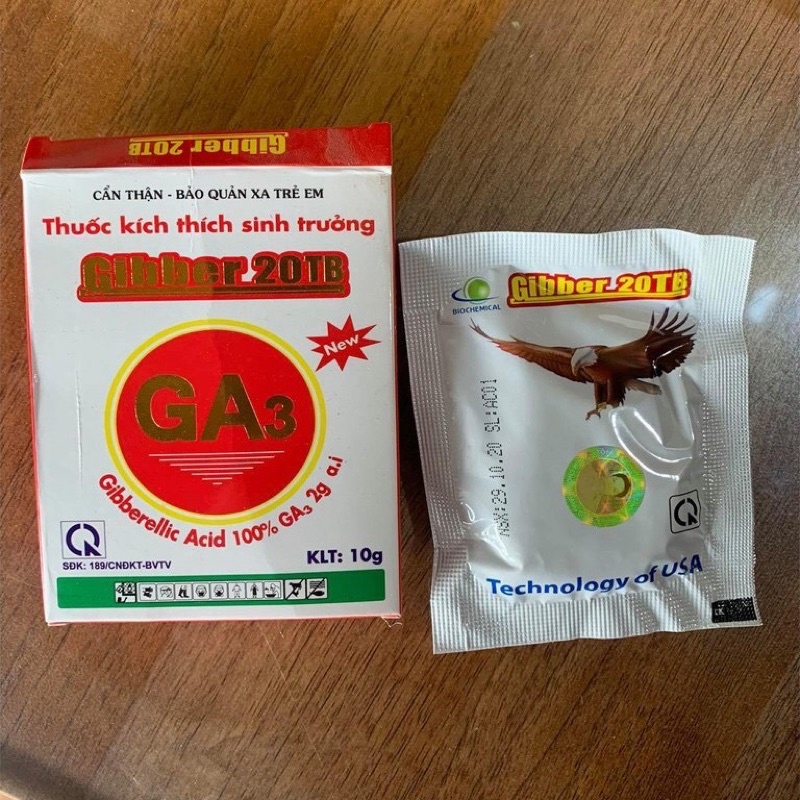 Gibber 20TB
CẨN THẬN - BẢO QUẢN XA TRẺ EM
Thuốc kích thích sinh trưởng
Gibber 20TB
New
GA3
Gibberellic Acid 100% GA3 2g a.i
SĐK: 189/CNĐKT-BVTV
KLT: 10g
BIOCHEMICAL
Gibber 20TB
NSX:29.10.20 SL:AC01
Technology of USA